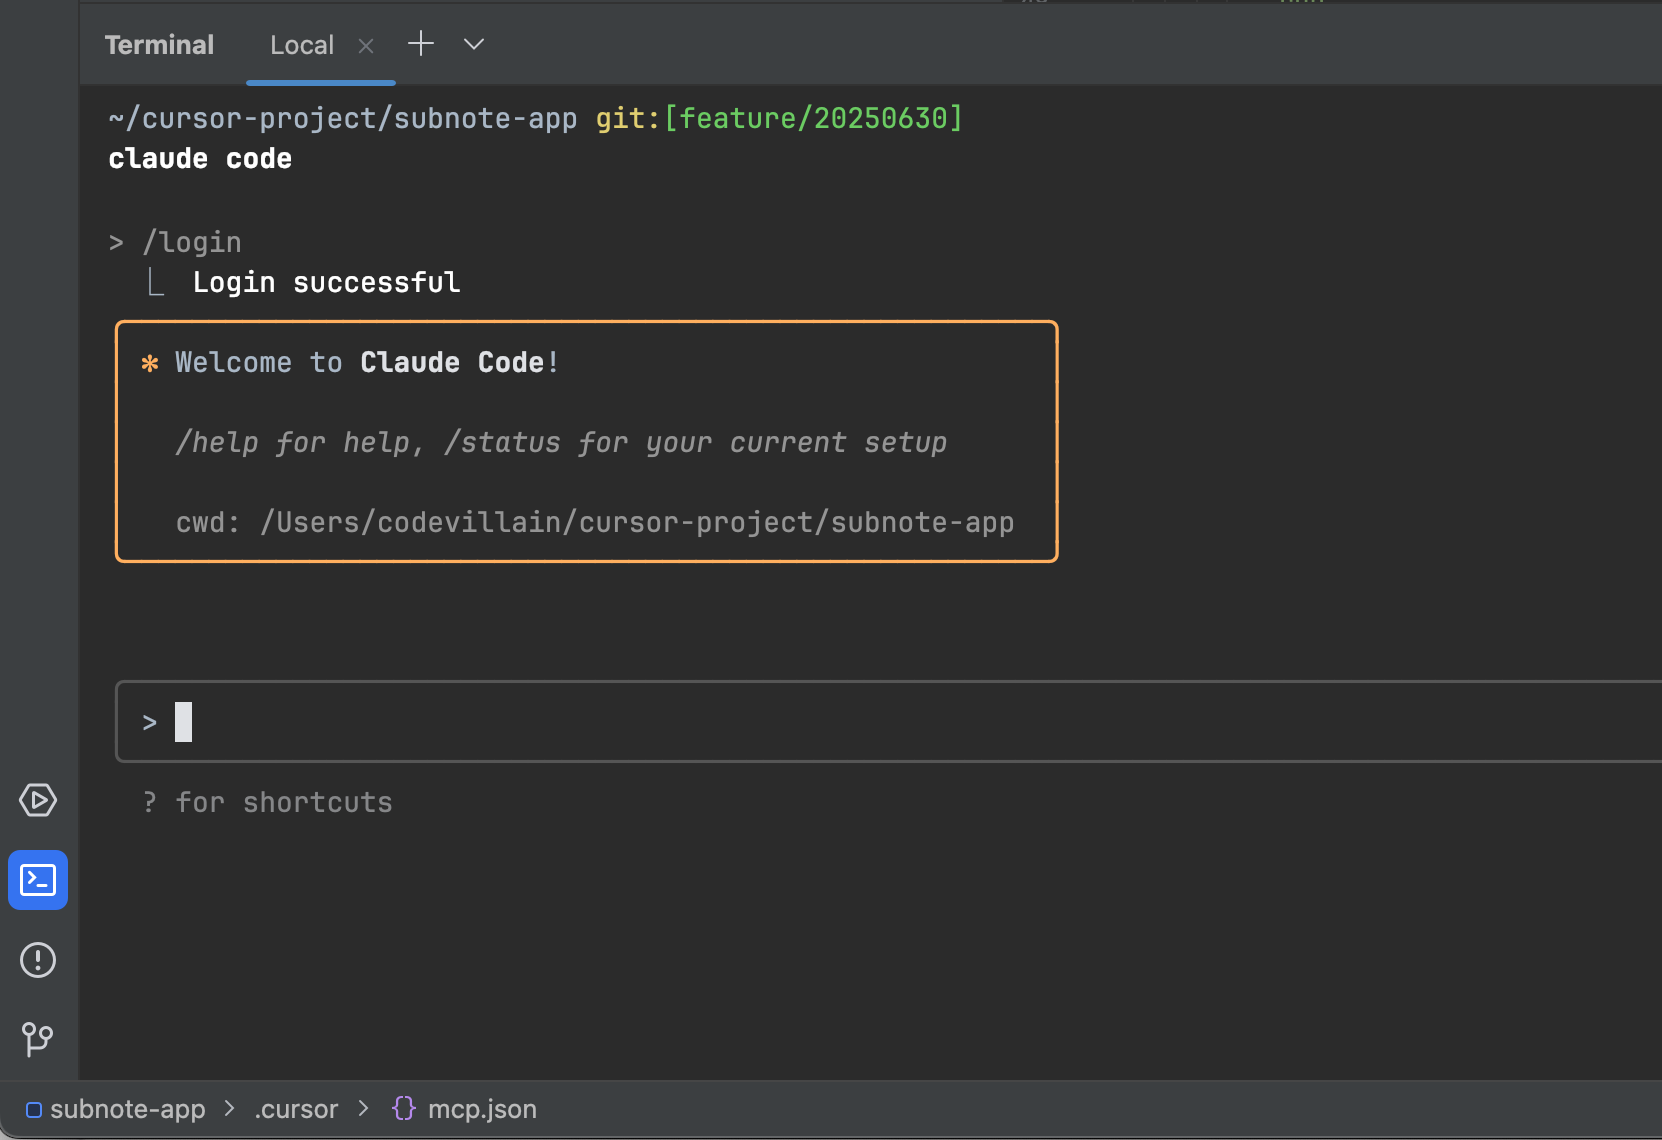 Terminal Local
~/cursor-project/subnote-app git:[feature/20250630]
claude code
> /login
⎿ Login successful
✻ Welcome to Claude Code!
/help for help, /status for your current setup
cwd: /Users/codevillain/cursor-project/subnote-app
>
? for shortcuts
subnote-app > .cursor > {} mcp.json